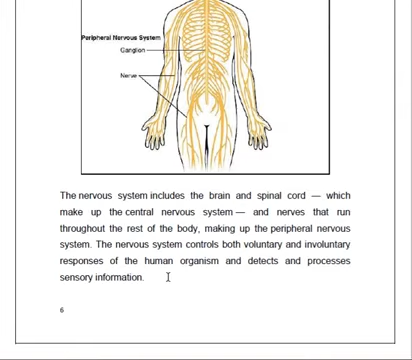 Peripheral Nervous System
Ganglion
Nerve
The nervous system includes the brain and spinal cord — which
make up the central nervous system — and nerves that run
throughout the rest of the body, making up the peripheral nervous
system. The nervous system controls both voluntary and involuntary
responses of the human organism and detects and processes
sensory information.
6